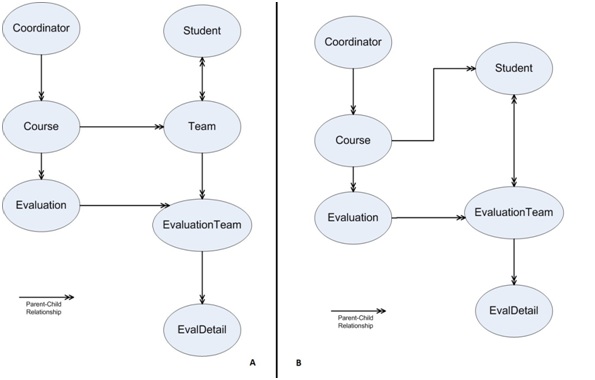 Coordinator
Student
Course
Team
Evaluation
EvaluationTeam
Parent-Child
Relationship
EvalDetail
A
Coordinator
Student
Course
Evaluation
EvaluationTeam
Parent-Child
Relationship
EvalDetail
B